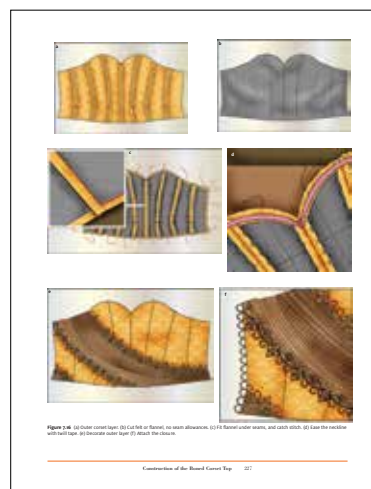 a
b
c
d
e
f
Figure 7.16 (a) Outer corset layer. (b) Cut felt or flannel, no seam allowances. (c) Fit flannel under seams, and catch stitch. (d) Ease the neckline
with twill tape. (e) Decorate outer layer (f) Attach the closure.
Construction of the Boned Corset Top 227